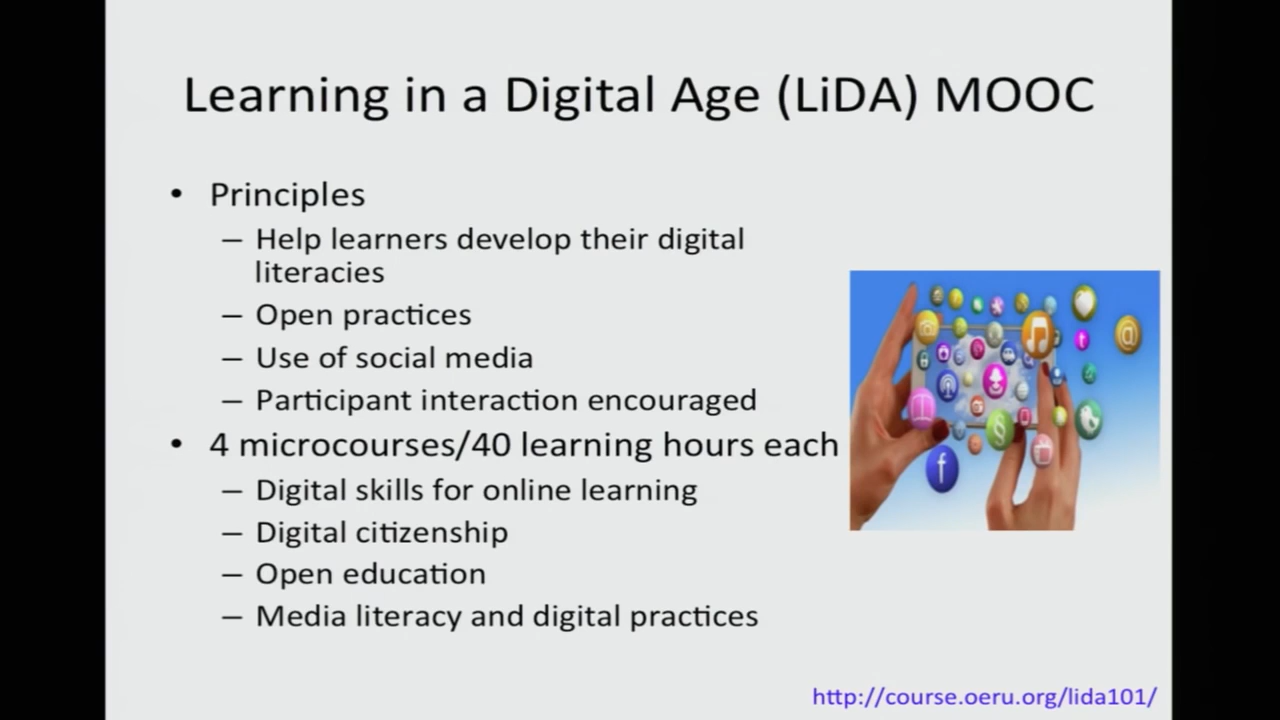 Learning in a Digital Age (LiDA) MOOC
• Principles
– Help learners develop their digital
literacies
– Open practices
– Use of social media
– Participant interaction encouraged
• 4 microcourses/40 learning hours each
– Digital skills for online learning
– Digital citizenship
– Open education
– Media literacy and digital practices
http://course.oeru.org/lida101/